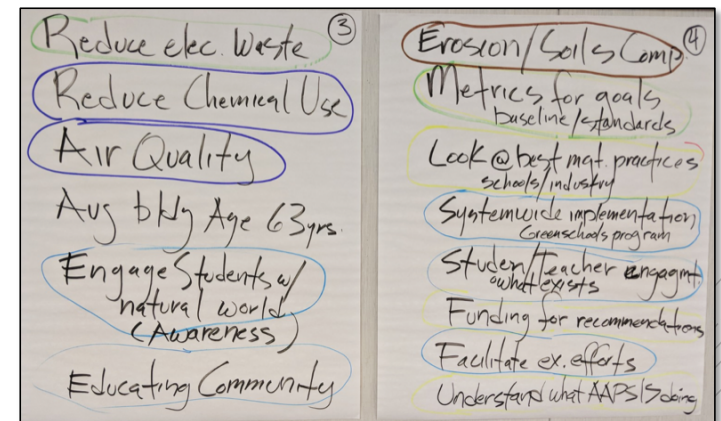 Reduce elec. Waste ③
Reduce Chemical Use
Air Quality
Avg bldg Age 63yrs.
Engage Students w/
natural world
(Awareness)
Educating Community
Erosion/Soils Comp. ④
Metrics for goals
baseline/standards
Look @ best mgt. practices
schools/industry
Systemwide implementation
Greenschools program
Studen/Teacher engagmt.
what exists
Funding for recommendations
Facilitate ex. efforts
Understand what AAPS IS doing